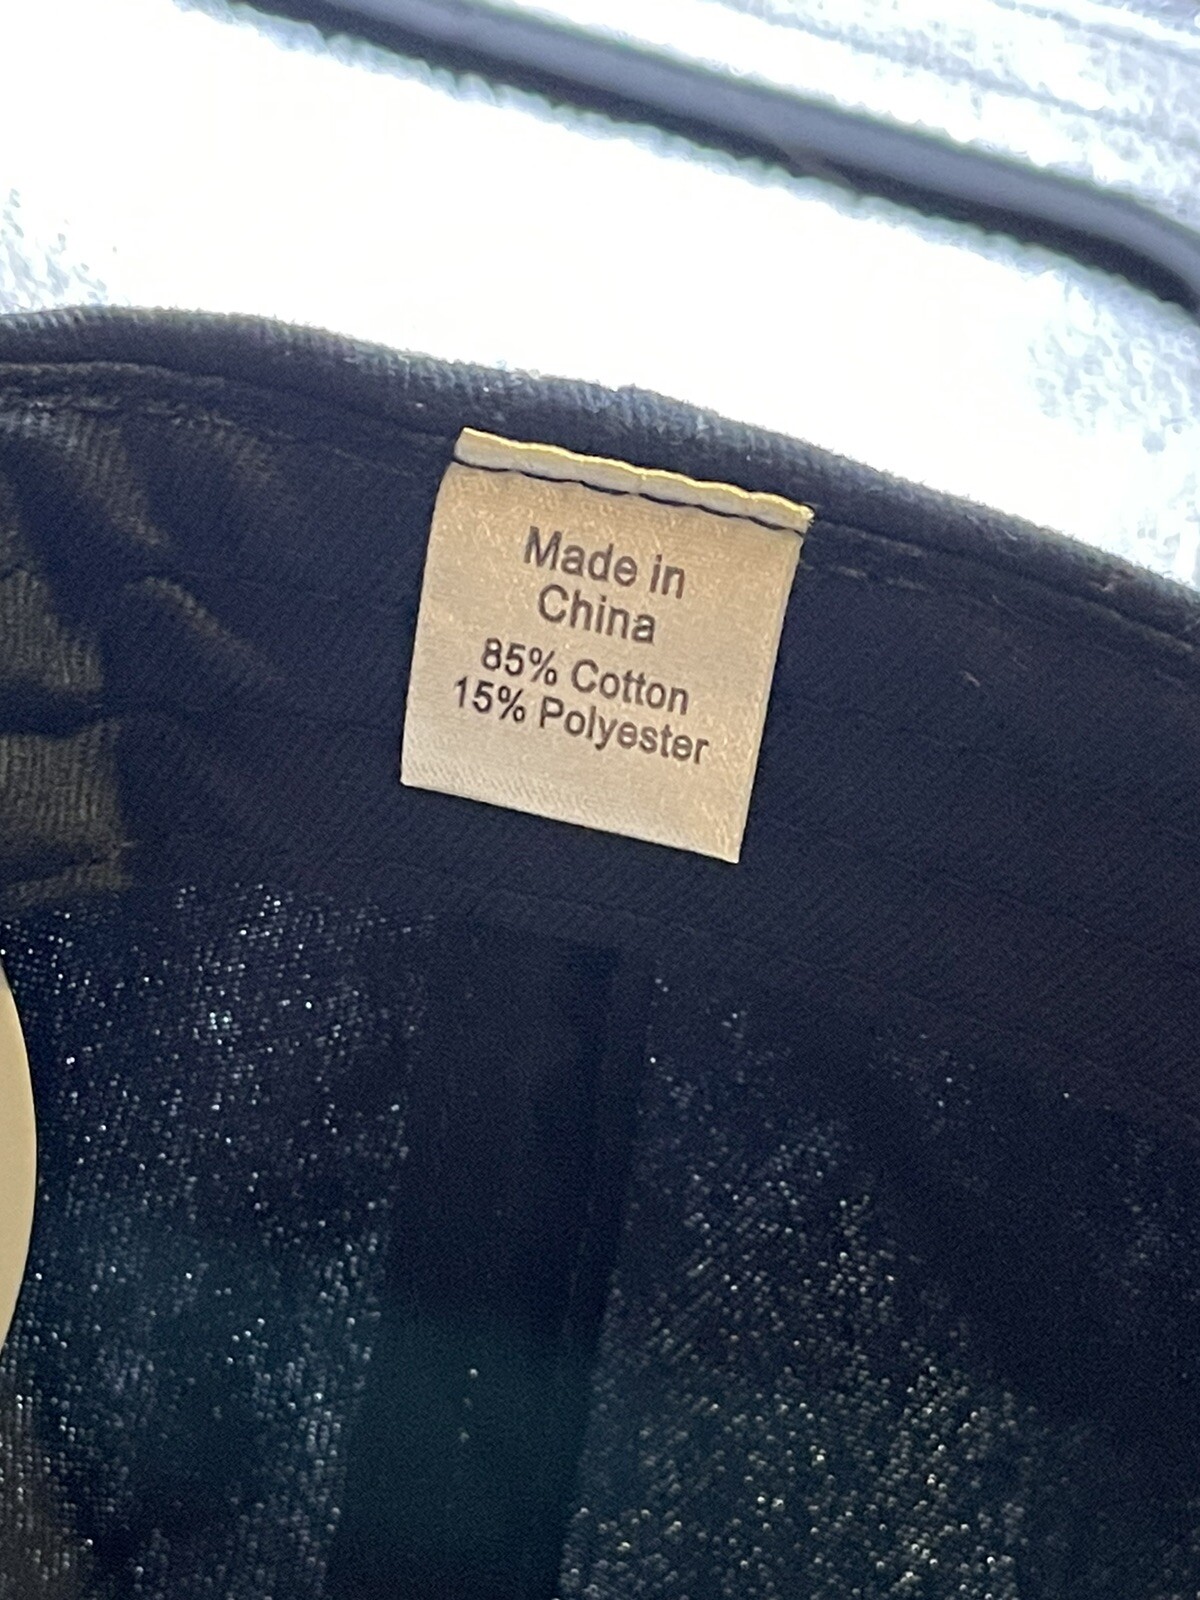 Made in
China
85% Cotton
15% Polyester